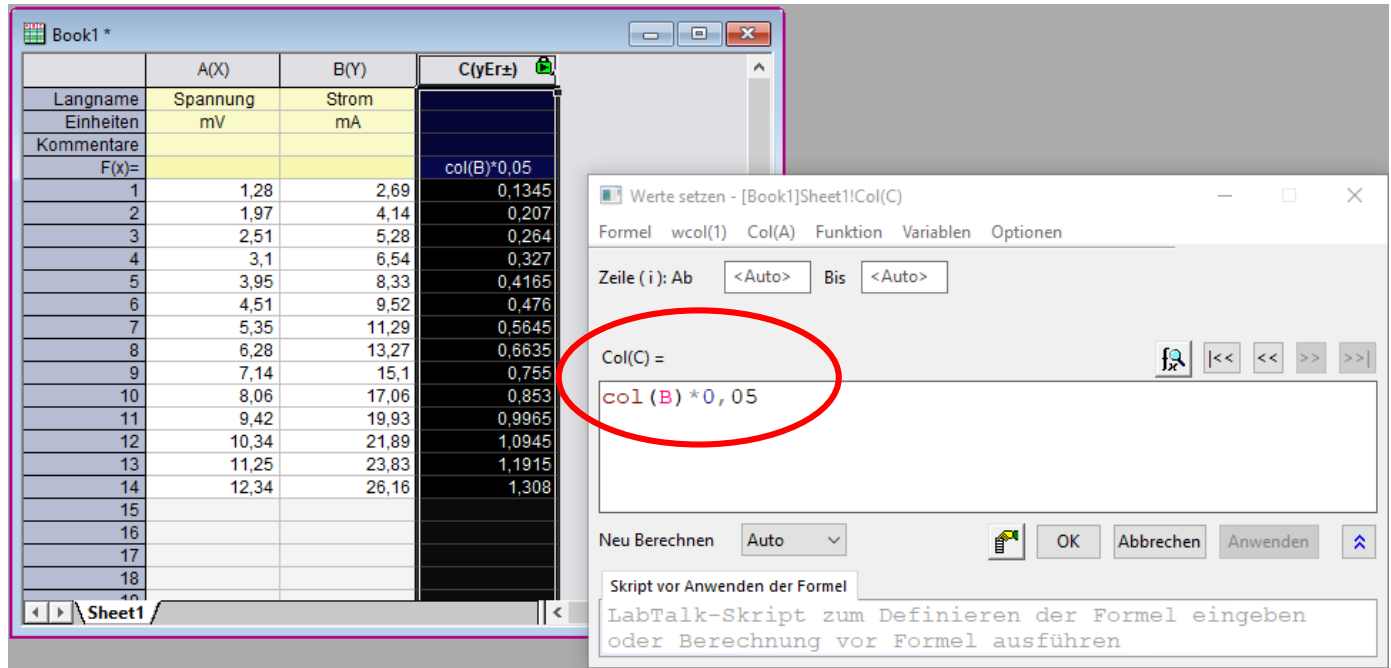 Book1 *
A(X) B(Y) C(yEr±)
Langname Spannung Strom
Einheiten mV mA
Kommentare
F(x)= col(B)*0,05
1 1,28 2,69 0,1345
2 1,97 4,14 0,207
3 2,51 5,28 0,264
4 3,1 6,54 0,327
5 3,95 8,33 0,4165
6 4,51 9,52 0,476
7 5,35 11,29 0,5645
8 6,28 13,27 0,6635
9 7,14 15,1 0,755
10 8,06 17,06 0,853
11 9,42 19,93 0,9965
12 10,34 21,89 1,0945
13 11,25 23,83 1,1915
14 12,34 26,16 1,308
15
16
17
18
19
Sheet1
Werte setzen - [Book1]Sheet1!Col(C)
Formel wcol(1) Col(A) Funktion Variablen Optionen
Zeile ( i ): Ab <Auto> Bis <Auto>
Col(C) = |<< << >> >>|
col(B)*0,05
Neu Berechnen Auto OK Abbrechen Anwenden
Skript vor Anwenden der Formel
LabTalk-Skript zum Definieren der Formel eingeben
oder Berechnung vor Formel ausführen